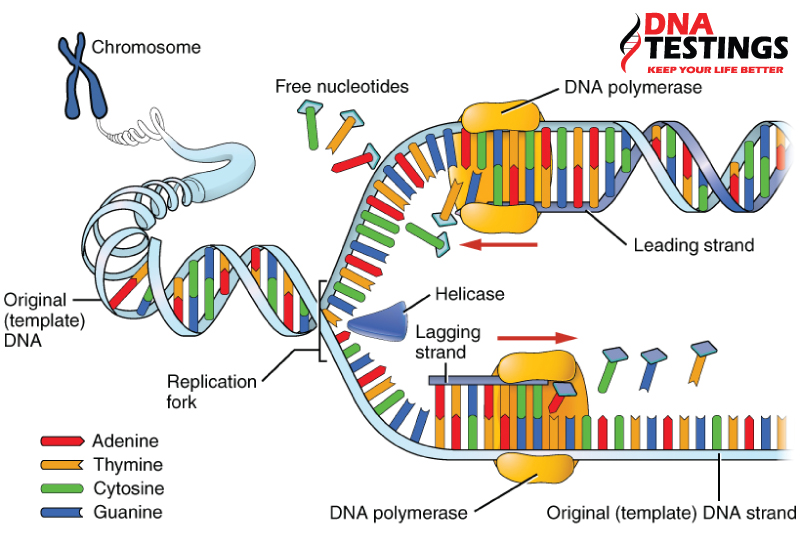 DNA
TESTINGS
KEEP YOUR LIFE BETTER
Chromosome
Free nucleotides
DNA polymerase
Leading strand
Original
(template)
DNA
Helicase
Lagging
strand
Replication
fork
Adenine
Thymine
Cytosine
Guanine
DNA polymerase
Original (template) DNA strand